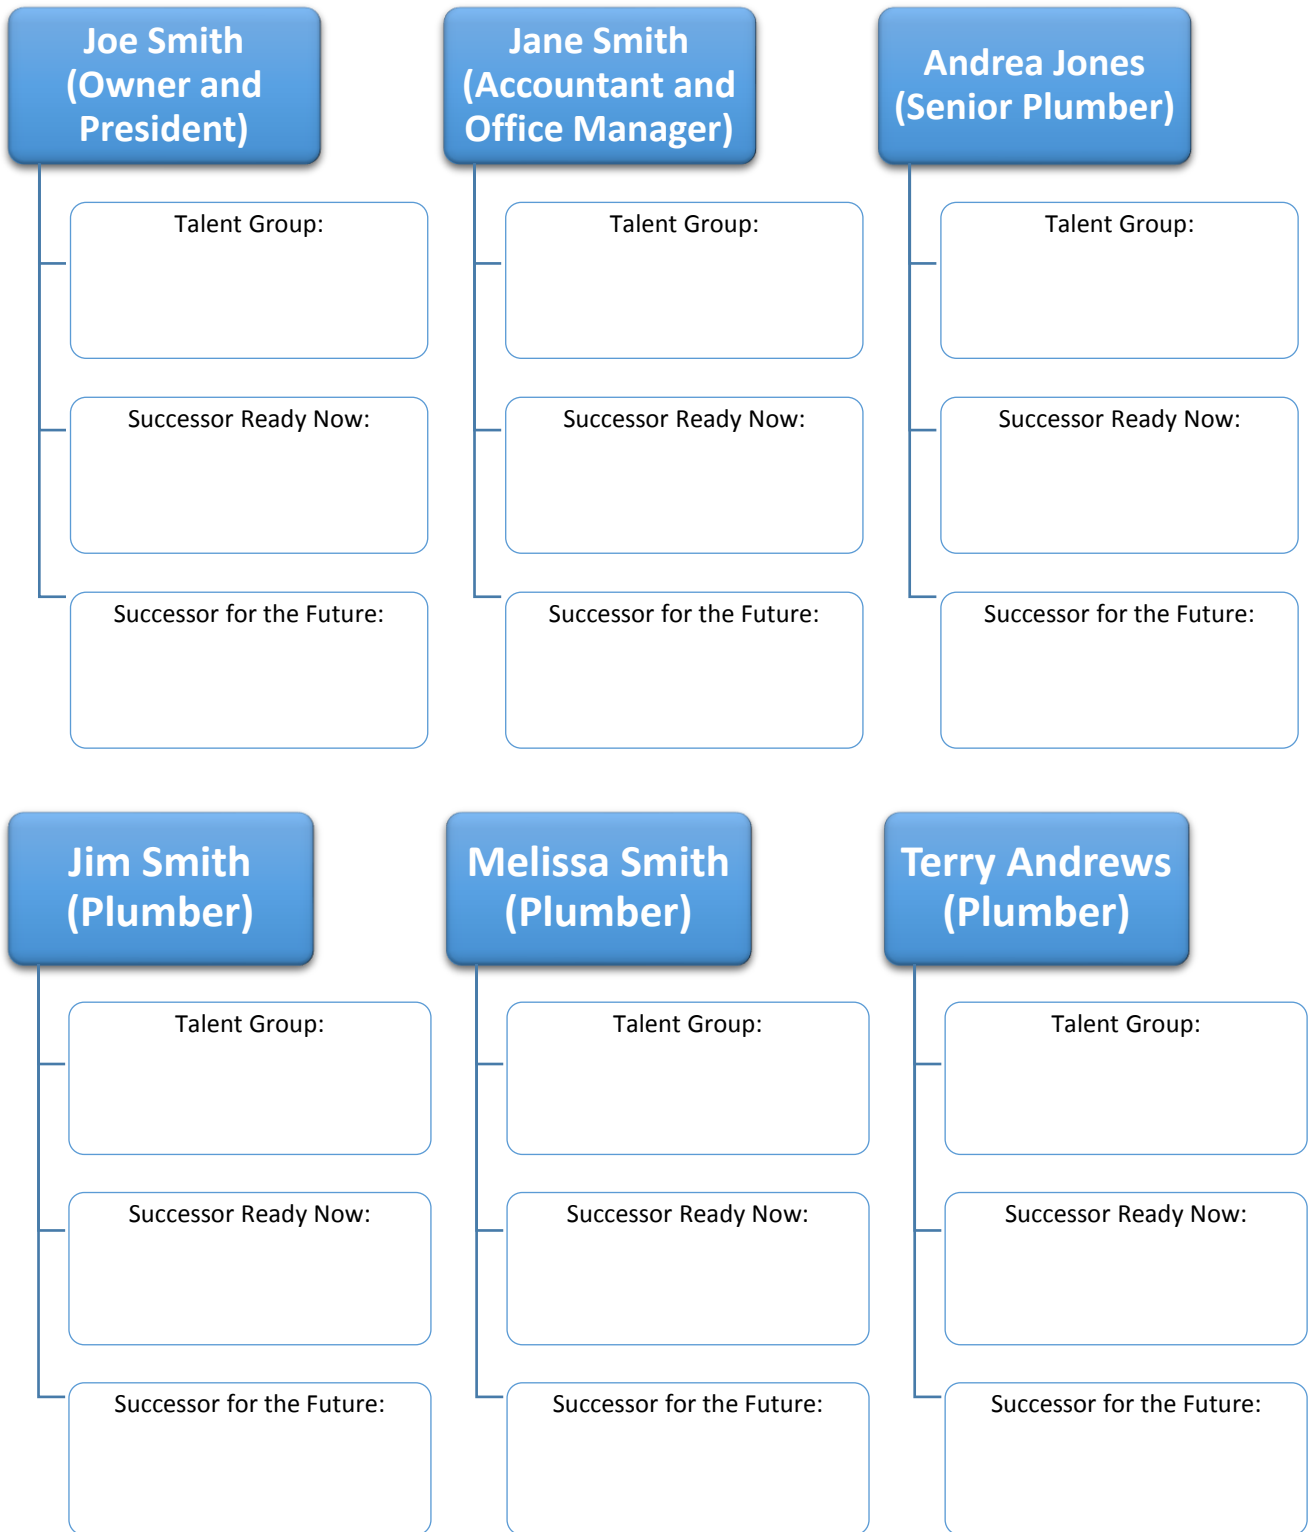 Joe Smith
(Owner and
President)
Talent Group:
Successor Ready Now:
Successor for the Future:
Jane Smith
(Accountant and
Office Manager)
Talent Group:
Successor Ready Now:
Successor for the Future:
Andrea Jones
(Senior Plumber)
Talent Group:
Successor Ready Now:
Successor for the Future:
Jim Smith
(Plumber)
Talent Group:
Successor Ready Now:
Successor for the Future:
Melissa Smith
(Plumber)
Talent Group:
Successor Ready Now:
Successor for the Future:
Terry Andrews
(Plumber)
Talent Group:
Successor Ready Now:
Successor for the Future: